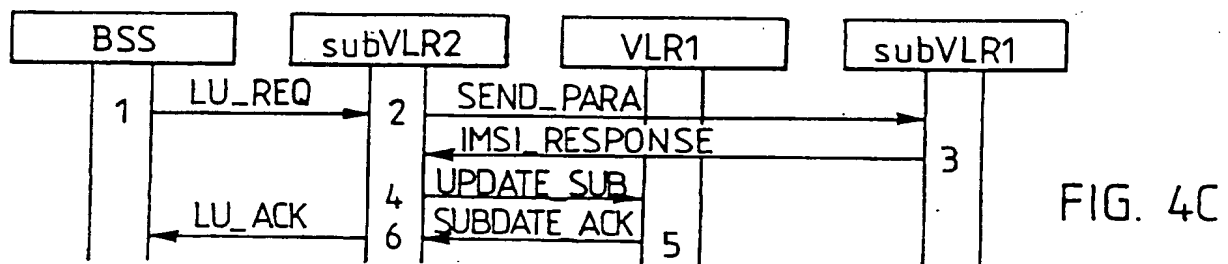 BSS subVLR2 VLR1 subVLR1
1 LU_REQ 2 SEND_PARA
IMSI_RESPONSE 3
4 UPDATE_SUB
LU_ACK 6 SUBDATE_ACK 5
FIG. 4C